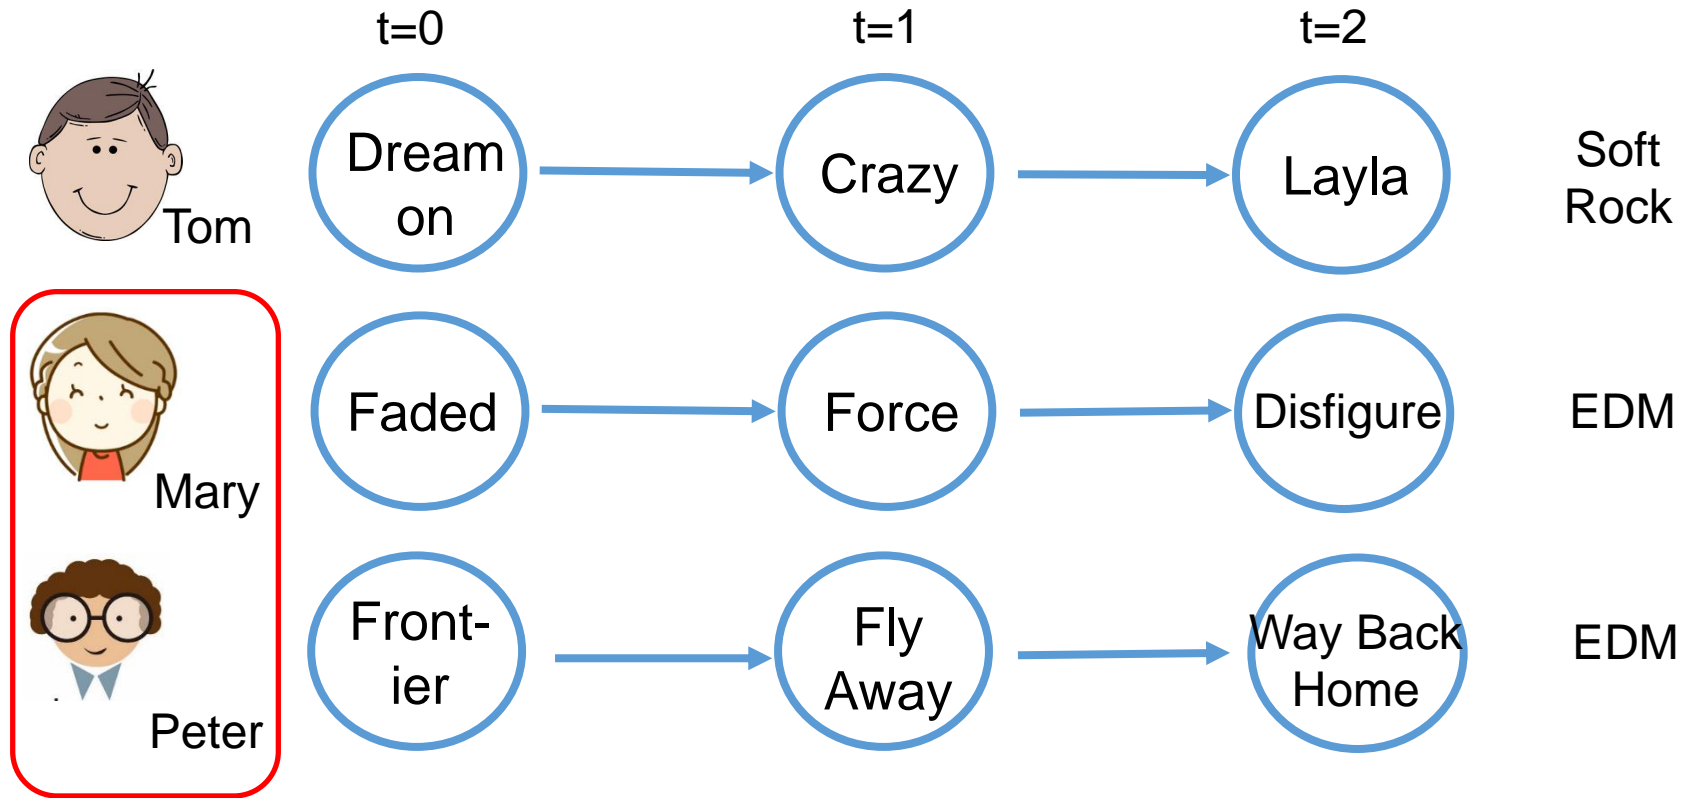 t=0 t=1 t=2
Dream
on
Crazy
Layla
Soft
Rock
Tom
Faded
Force
Disfigure
EDM
Mary
Front-
ier
Fly
Away
Way Back
Home
EDM
Peter